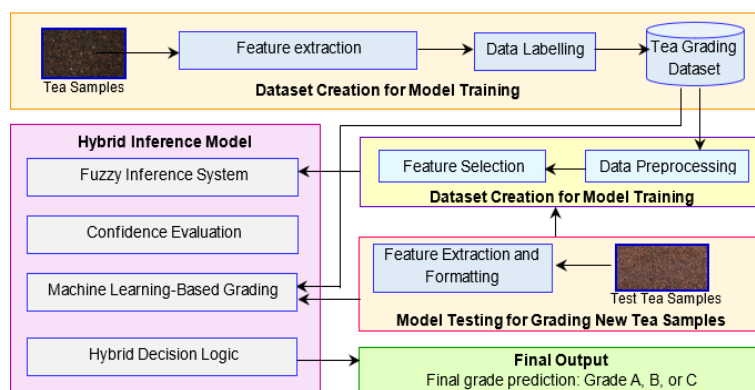 Tea Samples
Feature extraction
Data Labelling
Tea Grading
Dataset
Dataset Creation for Model Training
Hybrid Inference Model
Fuzzy Inference System
Confidence Evaluation
Machine Learning-Based Grading
Hybrid Decision Logic
Feature Selection
Data Preprocessing
Dataset Creation for Model Training
Feature Extraction and
Formatting
Test Tea Samples
Model Testing for Grading New Tea Samples
Final Output
Final grade prediction: Grade A, B, or C